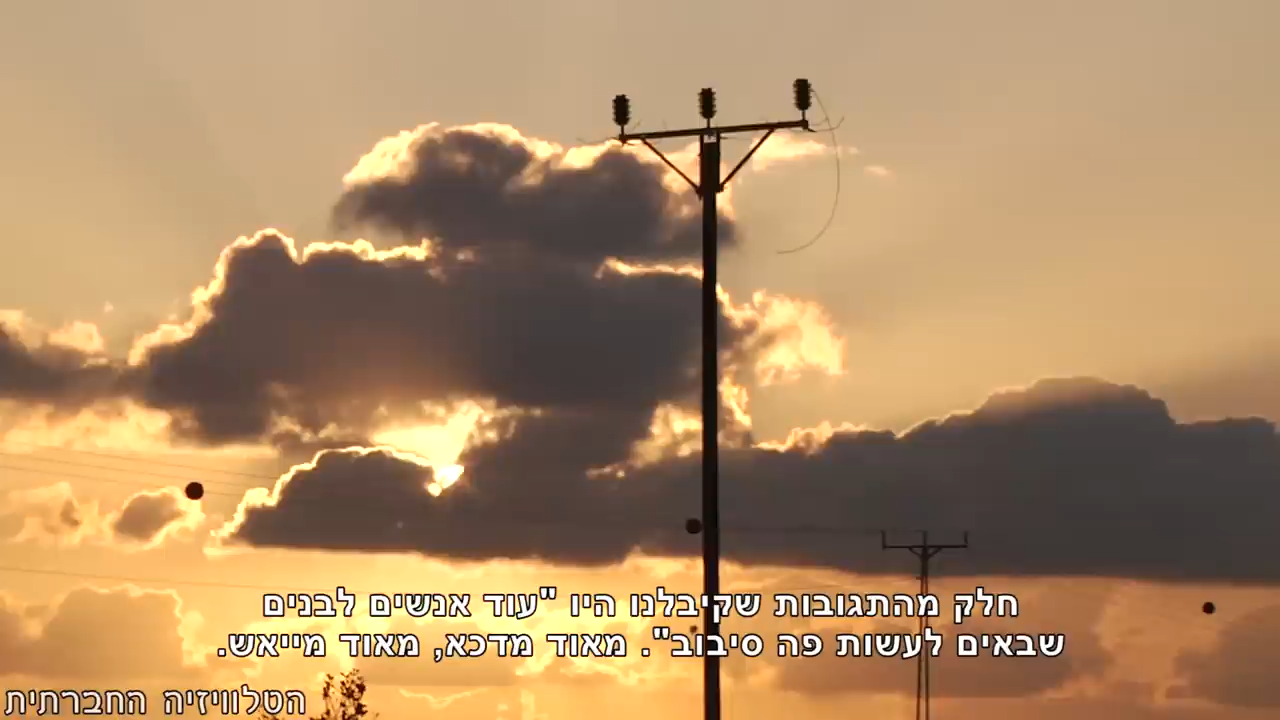 חלק מהתגובות שקיבלנו היו "עוד אנשים לבנים
שבאים לעשות פה סיבוב". מאוד מדכא, מאוד מייאש.
הטלוויזיה החברתית